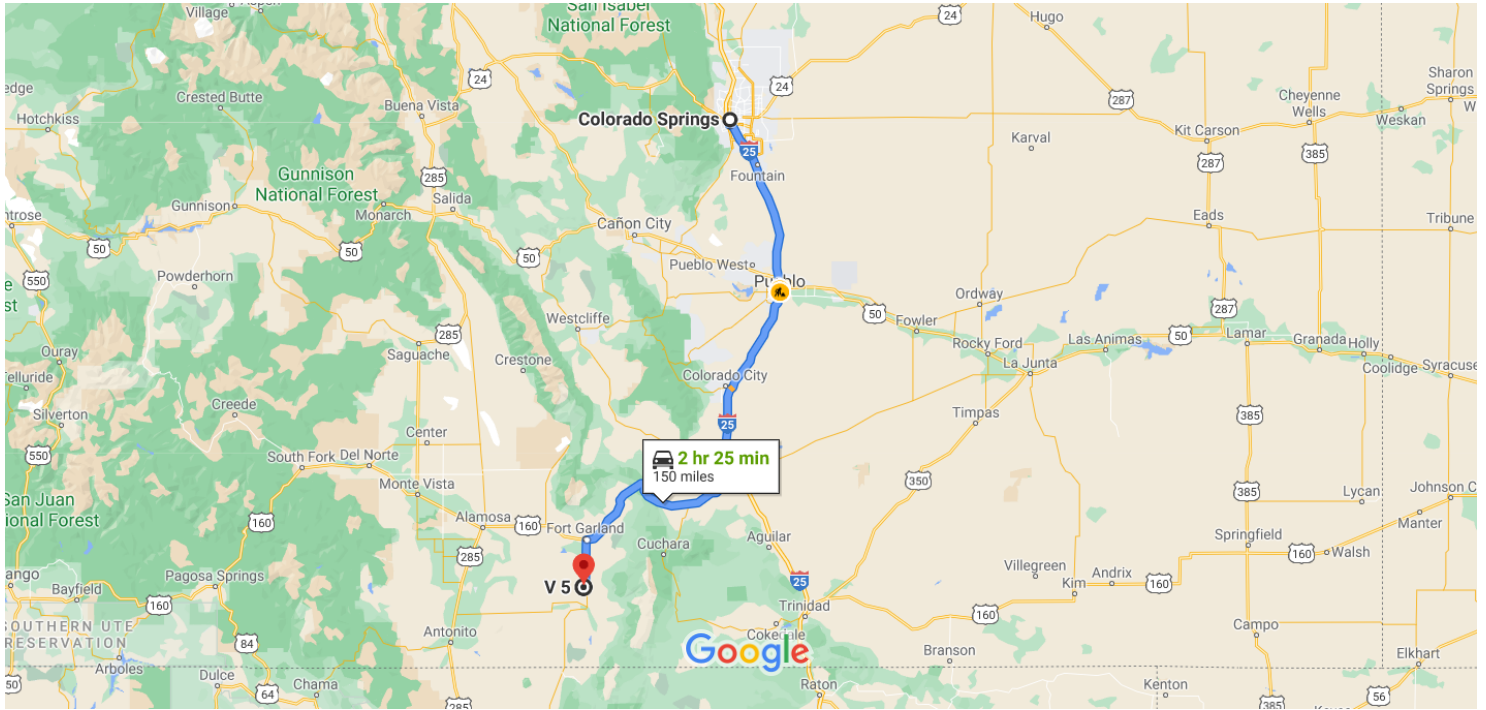 Village
Aspen
San Isabel
National Forest
24
Hugo
24
24
Crested Butte
Buena Vista
287
Cheyenne
Wells
Sharon
Springs
Hotchkiss
Colorado Springs
Weskan
Karval
Kit Carson
25
385
287
Gunnison
National Forest
285
Fountain
Gunnison
Monarch
Salida
Cañon City
Eads
Tribune
50
50
50
Pueblo West
550
Powderhorn
Pueblo
Ordway
287
50
Fowler
Westcliffe
285
Rocky Ford
Las Animas
50
Lamar
Granada
Holly
Ouray
Saguache
Crestone
La Junta
Coolidge
Syracuse
Telluride
Colorado City
Silverton
Creede
Timpas
385
25
Center
550
South Fork
Del Norte
2 hr 25 min
150 miles
Monte Vista
350
385
Lycan
Johnson C
San Juan
ional Forest
160
Alamosa
160
Fort Garland
Manter
Cuchara
Aguilar
Springfield
285
160
Walsh
Villegreen
Andrix
Kim
160
25
Pagosa Springs
Bayfield
V 5
160
Trinidad
160
SOUTHERN UTE
RESERVATION
84
Antonito
Cokedale
Campo
Google
Branson
Elkhart
Arboles
Dulce
Chama
64
285
Raton
Kenton
385
56
50